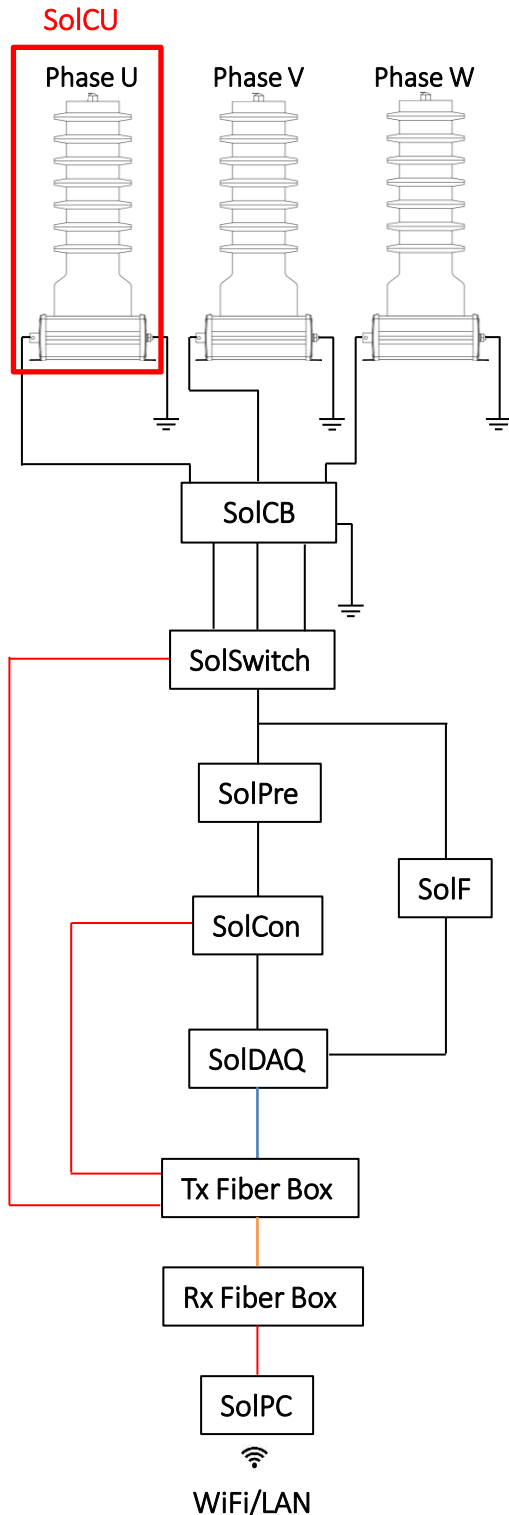 SolCU
Phase U
Phase V
Phase W
SolCB
SolSwitch
SolPre
SolF
SolCon
SolDAQ
Tx Fiber Box
Rx Fiber Box
SolPC
WiFi/LAN